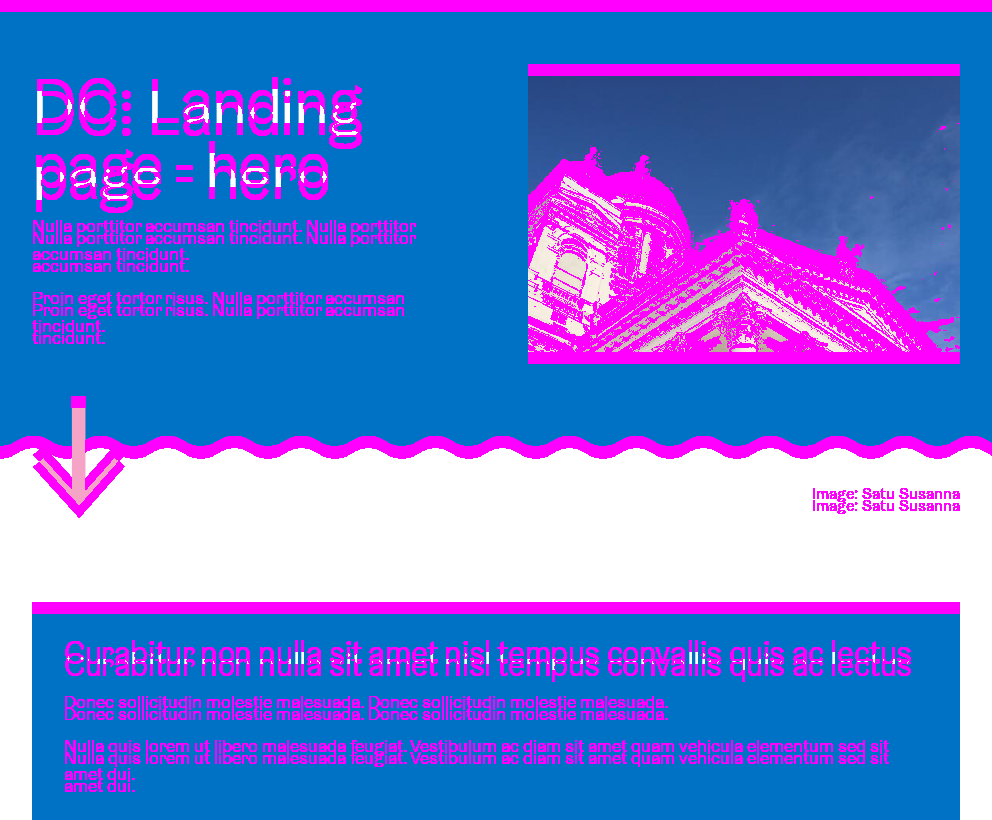 DC: Landing
page - hero
Nulla porttitor accumsan tincidunt. Nulla porttitor
accumsan tincidunt.
Proin eget tortor risus. Nulla porttitor accumsan
tincidunt.
Image: Satu Susanna
Curabitur non nulla sit amet nisl tempus convallis quis ac lectus
Donec sollicitudin molestie malesuada. Donec sollicitudin molestie malesuada.
Nulla quis lorem ut libero malesuada feugiat. Vestibulum ac diam sit amet quam vehicula elementum sed sit
amet dui.